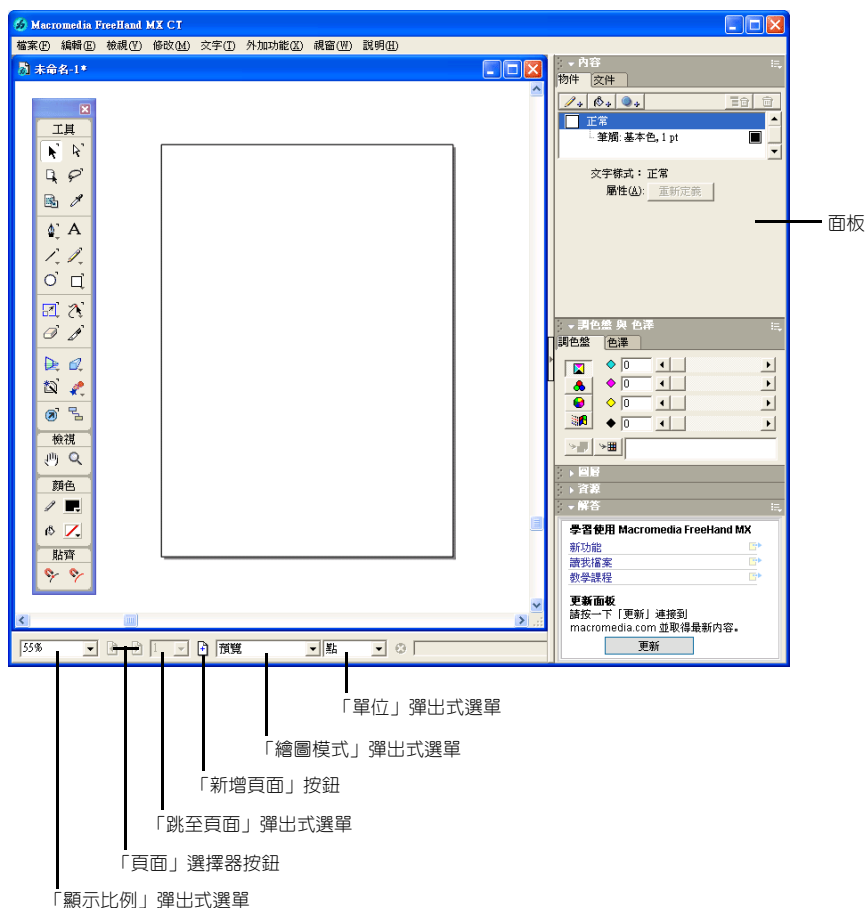 Macromedia FreeHand MX CT
檔案(F) 編輯(E) 檢視(V) 修改(M) 文字(T) 外加功能(X) 視窗(W) 說明(H)
未命名-1*
工具
A
檢視
顏色
貼齊
內容
物件 文件
正常
筆觸: 基本色, 1 pt
文字樣式：正常
屬性(A): 重新定義
面板
調色盤 與 色澤
調色盤 色澤
0
0
0
0
圖層
資源
解答
學習使用 Macromedia FreeHand MX
新功能
讀我檔案
教學課程
更新面板
請按一下「更新」連接到
macromedia.com 並取得最新內容。
更新
55% 1 預覽 點
「單位」彈出式選單
「繪圖模式」彈出式選單
「新增頁面」按鈕
「跳至頁面」彈出式選單
「頁面」選擇器按鈕
「顯示比例」彈出式選單